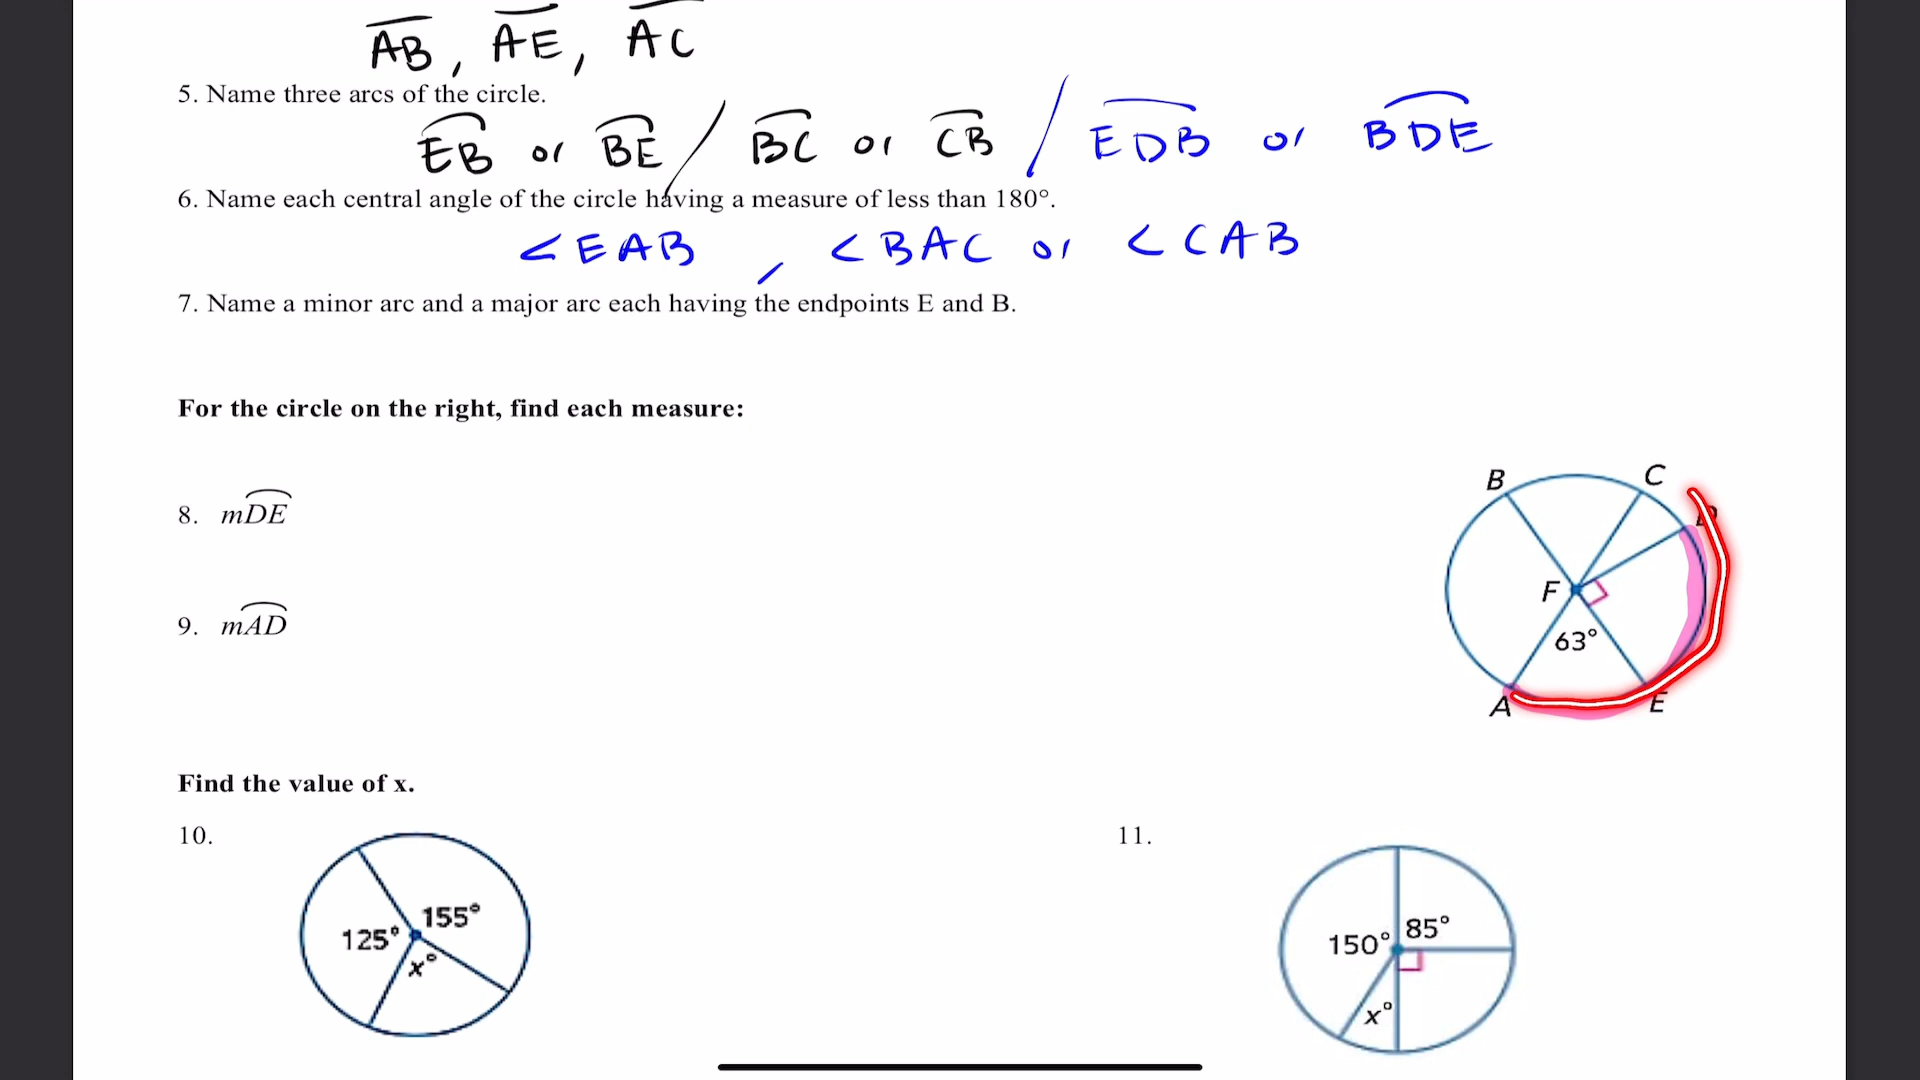 AB, AE, AC
5. Name three arcs of the circle.
EB or BE / BC or CB / EDB or BDE
6. Name each central angle of the circle having a measure of less than 180°.
<EAB, <BAC or <CAB
7. Name a minor arc and a major arc each having the endpoints E and B.
For the circle on the right, find each measure:
B
C
D
8. mDE
F
9. mAD
63°
A
E
Find the value of x.
10.
11.
155°
125°
x°
85°
150°
x°